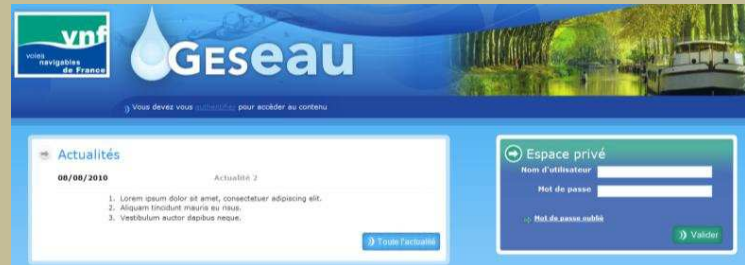 vnf
voies
navigables
de France
GESeau
Vous devez vous authentifier pour accéder au contenu
Actualités
08/08/2010 Actualité 2
1. Lorem ipsum dolor sit amet, consectetuer adipiscing elit.
2. Aliquam tincidunt mauris eu risus.
3. Vestibulum auctor dapibus neque.
Toute l'actualité
Espace privé
Nom d'utilisateur
Mot de passe
Mot de passe oublié
Valider